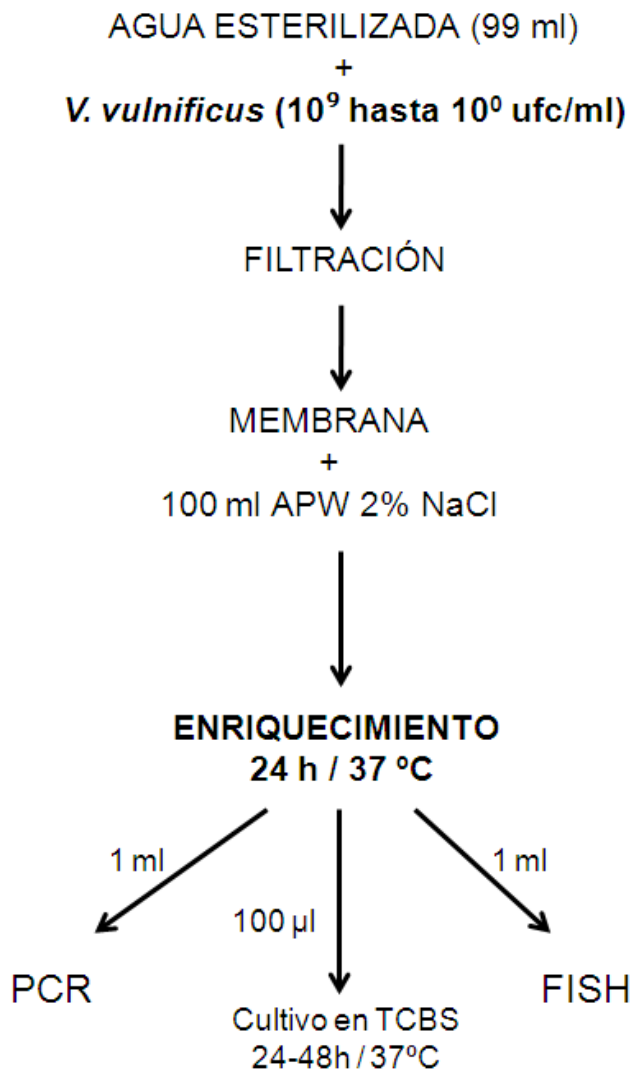 AGUA ESTERILIZADA (99 ml)
+
V. vulnificus (10⁹ hasta 10⁰ ufc/ml)
FILTRACIÓN
MEMBRANA
+
100 ml APW 2% NaCl
ENRIQUECIMIENTO
24 h / 37 ºC
1 ml
100 µl
1 ml
PCR
Cultivo en TCBS
24-48h / 37ºC
FISH